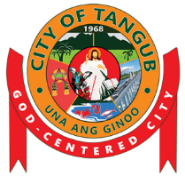 CITY OF TANGUB
1968
UNA ANG GINOO
GOD-CENTERED CITY